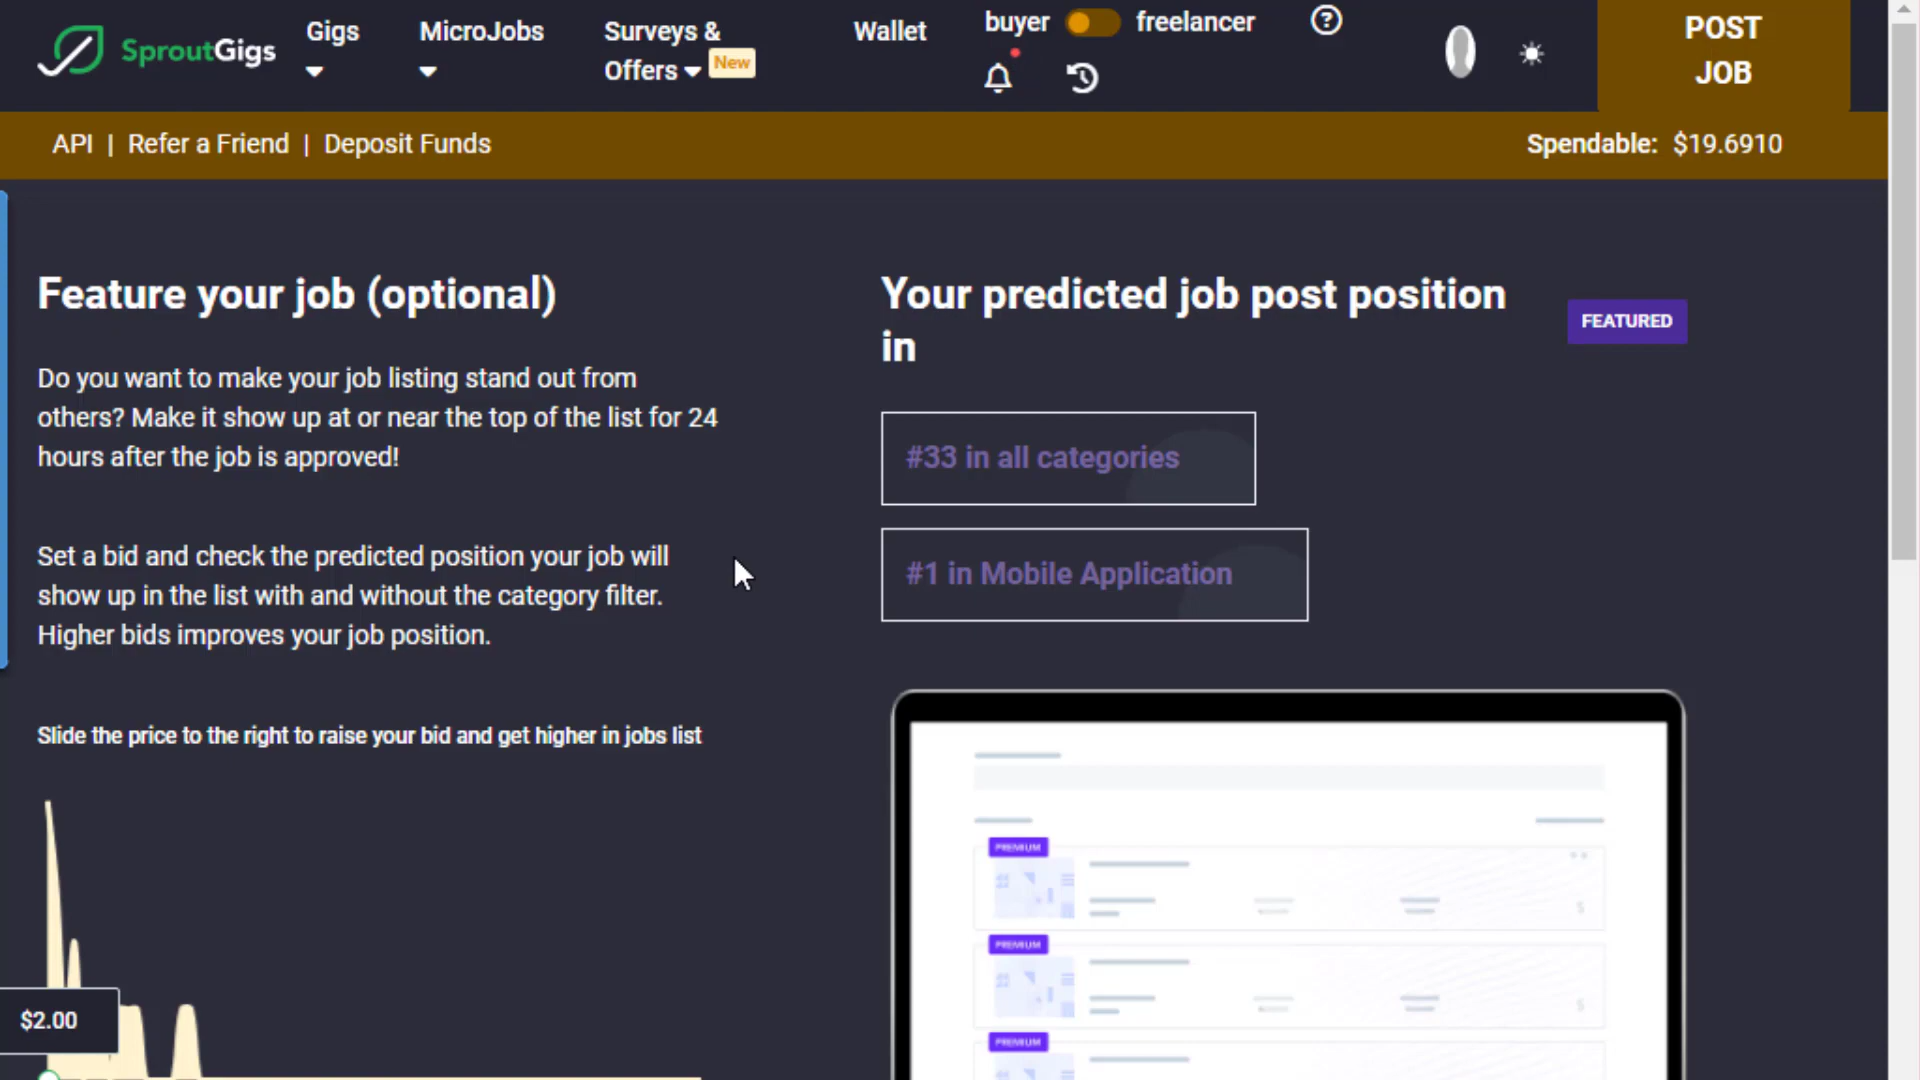 SproutGigs
Gigs
MicroJobs
Surveys &
Offers
New
Wallet
buyer
freelancer
POST
JOB
API | Refer a Friend | Deposit Funds
Spendable: $19.6910
Feature your job (optional)
Do you want to make your job listing stand out from
others? Make it show up at or near the top of the list for 24
hours after the job is approved!
Set a bid and check the predicted position your job will
show up in the list with and without the category filter.
Higher bids improves your job position.
Slide the price to the right to raise your bid and get higher in jobs list
$2.00
Your predicted job post position
in
FEATURED
#33 in all categories
#1 in Mobile Application
PREMIUM
$
PREMIUM
$
PREMIUM